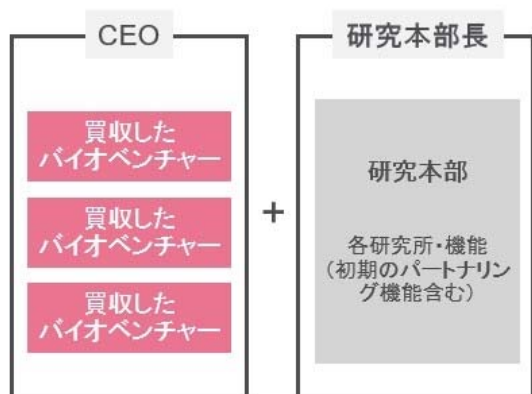 CEO
買収した
バイオベンチャー
買収した
バイオベンチャー
買収した
バイオベンチャー
+
研究本部長
研究本部
各研究所・機能
(初期のパートナリン
グ機能含む)